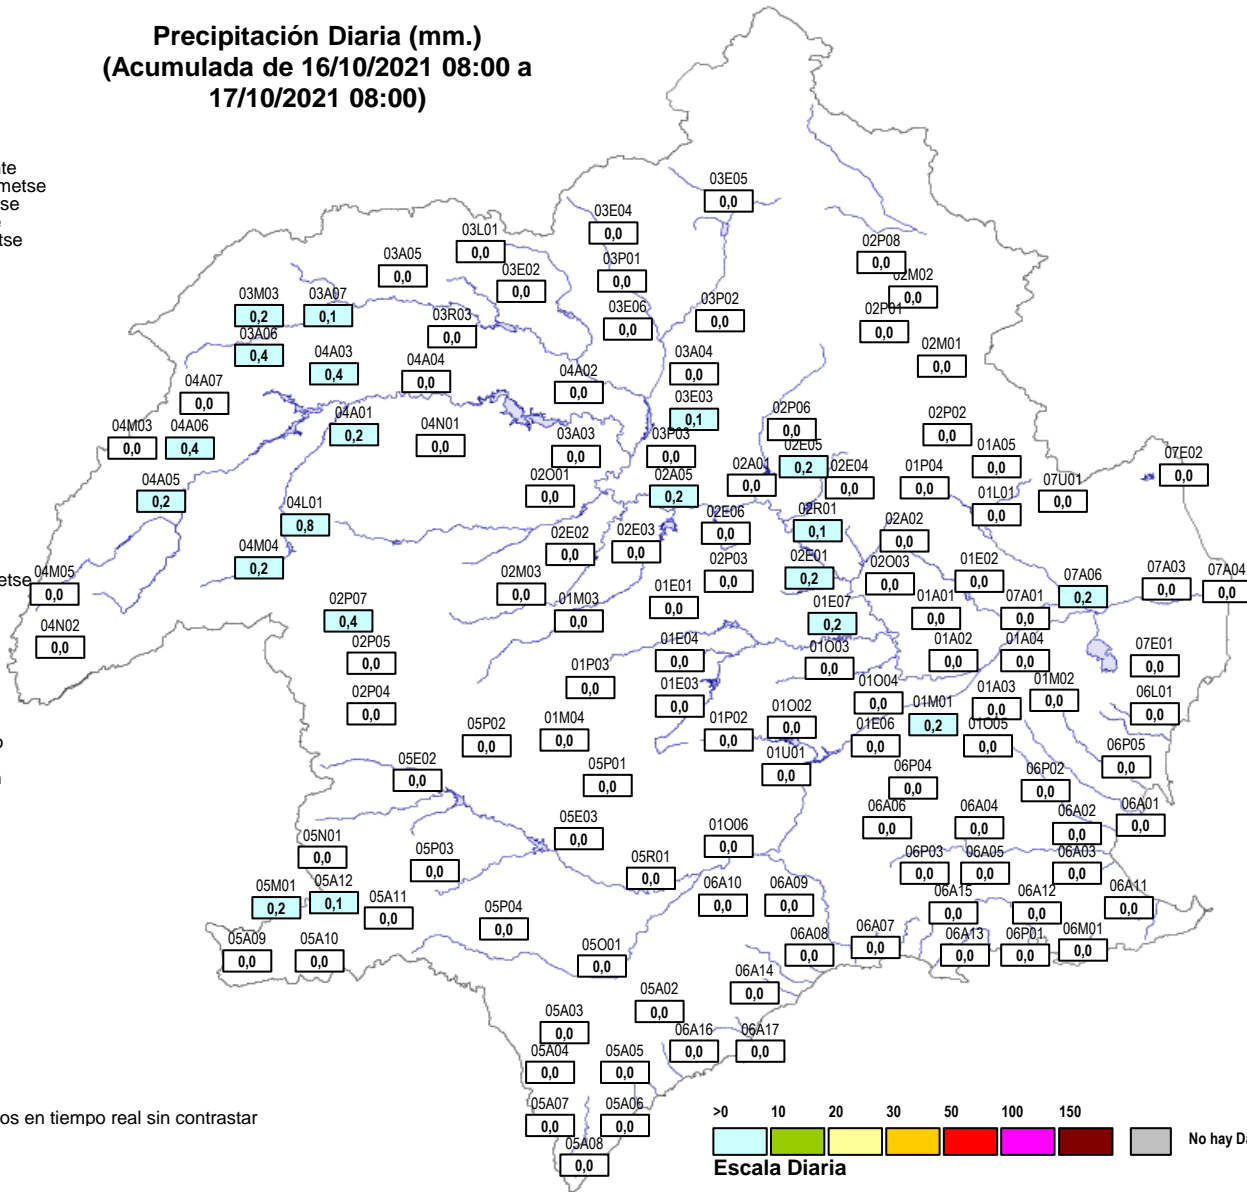 Precipitación Diaria (mm.)
(Acumulada de 16/10/2021 08:00 a
17/10/2021 08:00)
03E05
0,0
03E04
0,0
03L01
0,0
03A05
0,0
03P01
0,0
03E02
0,0
02P08
0,0
02M02
0,0
03M03
0,2
03A07
0,1
03R03
0,0
03E06
0,0
03P02
0,0
02P01
0,0
03A06
0,4
04A03
0,4
04A04
0,0
04A02
0,0
03A04
0,0
02M01
0,0
04A07
0,0
03E03
0,1
04M03
0,0
04A06
0,4
04A01
0,2
04N01
0,0
03A03
0,0
03P03
0,0
02P06
0,0
02P02
0,0
02E05
0,2
01A05
0,0
07E02
0,0
04A05
0,2
02O01
0,0
02A05
0,2
02A01
0,0
02E04
0,0
01P04
0,0
07U01
0,0
01L01
0,0
04L01
0,8
02E06
0,0
02R01
0,1
02A02
0,0
04M04
0,2
02E02
0,0
02E03
0,0
02P03
0,0
02E01
0,2
02O03
0,0
01E02
0,0
04M05
0,0
02M03
0,0
01M03
0,0
01E01
0,0
07A06
0,2
07A03
0,0
07A04
0,0
04N02
0,0
02P07
0,4
01E07
0,2
01A01
0,0
07A01
0,0
02P05
0,0
01E04
0,0
01O03
0,0
01A02
0,0
01A04
0,0
07E01
0,0
02P04
0,0
01P03
0,0
01E03
0,0
01O04
0,0
01M01
0,2
01A03
0,0
01M02
0,0
06L01
0,0
05P02
0,0
01M04
0,0
01P02
0,0
01O02
0,0
01E06
0,0
01O05
0,0
05E02
0,0
05P01
0,0
01U01
0,0
06P04
0,0
06P02
0,0
06P05
0,0
05E03
0,0
01O06
0,0
06A06
0,0
06A04
0,0
06A02
0,0
06A01
0,0
05N01
0,0
05P03
0,0
05R01
0,0
06P03
0,0
06A05
0,0
06A03
0,0
05M01
0,2
05A12
0,1
05A11
0,0
05P04
0,0
06A10
0,0
06A09
0,0
06A15
0,0
06A12
0,0
06A11
0,0
05A09
0,0
05A10
0,0
05O01
0,0
06A08
0,0
06A07
0,0
06A13
0,0
06P01
0,0
06M01
0,0
06A14
0,0
05A02
0,0
05A03
0,0
06A16
0,0
06A17
0,0
05A04
0,0
05A05
0,0
05A07
0,0
05A06
0,0
05A08
0,0
os en tiempo real sin contrastar
>0 10 20 30 50 100 150
No hay
Escala Diaria